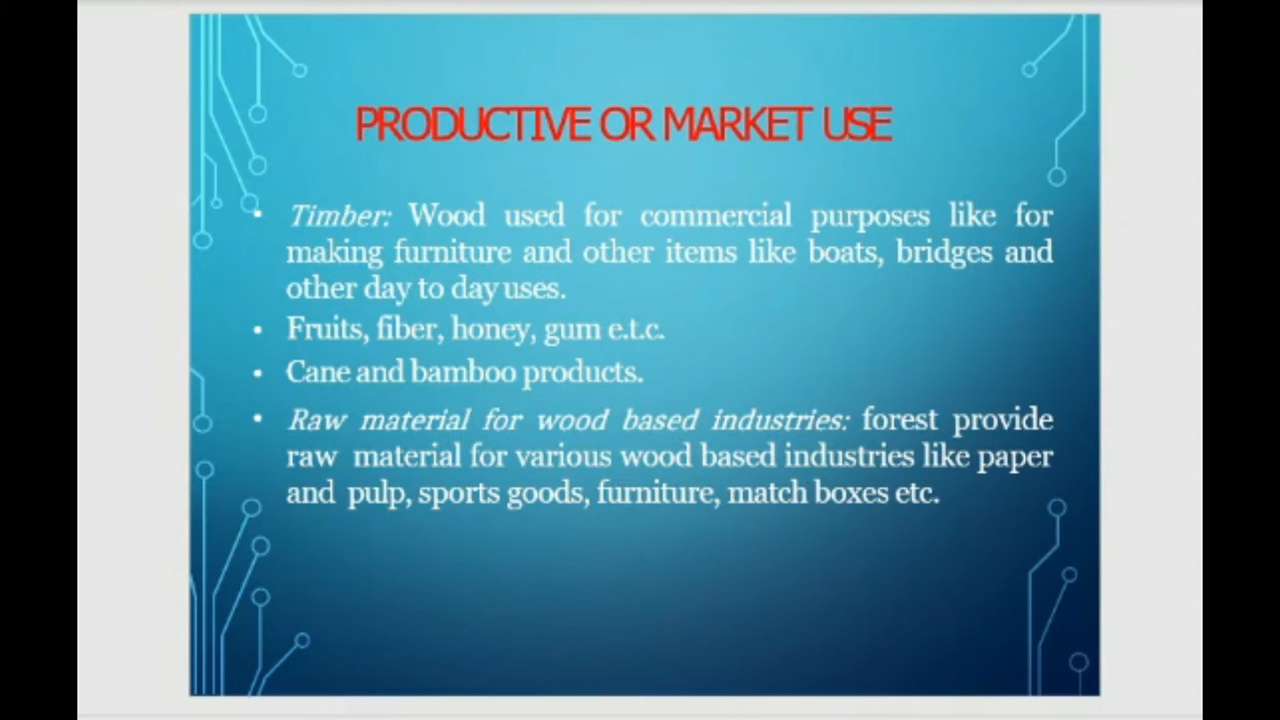 PRODUCTIVE OR MARKET USE
• Timber: Wood used for commercial purposes like for
making furniture and other items like boats, bridges and
other day to day uses.
• Fruits, fiber, honey, gum e.t.c.
• Cane and bamboo products.
• Raw material for wood based industries: forest provide
raw material for various wood based industries like paper
and pulp, sports goods, furniture, match boxes etc.